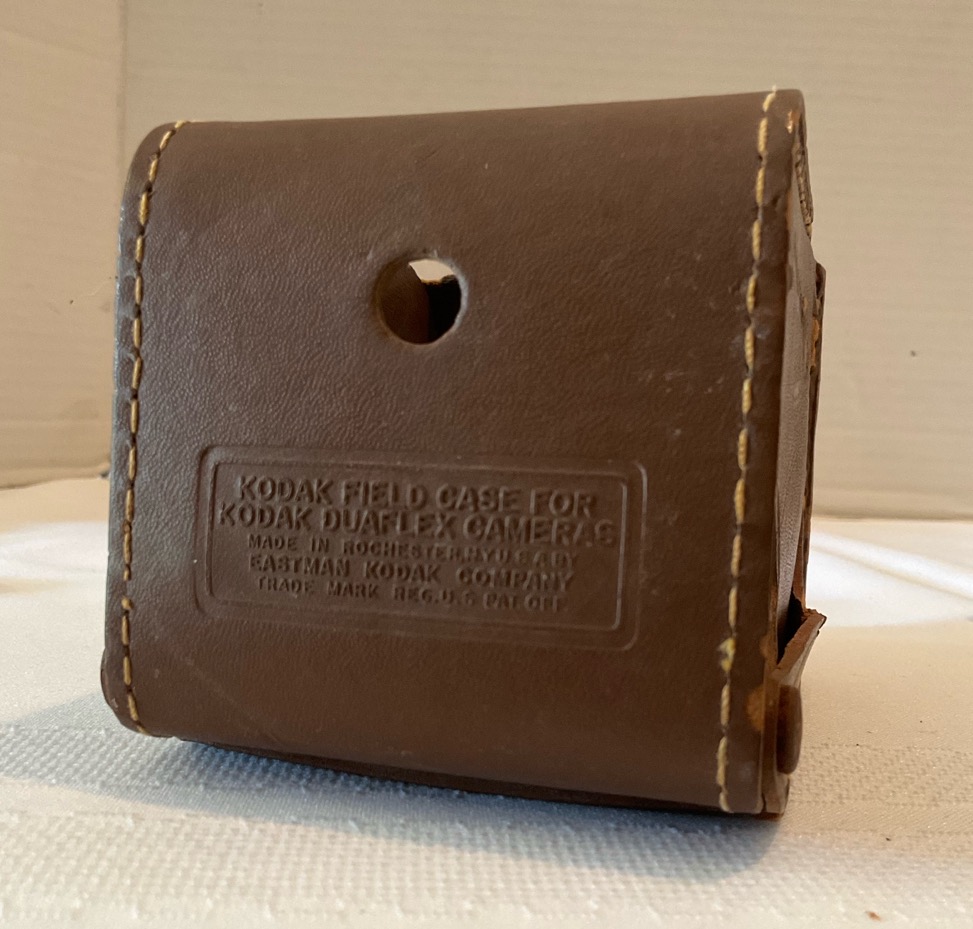 KODAK FIELD CASE FOR
KODAK DUAFLEX CAMERAS
MADE IN ROCHESTER,N.Y.U.S.A.BY
EASTMAN KODAK COMPANY
TRADE MARK REG.U.S PAT.OFF.